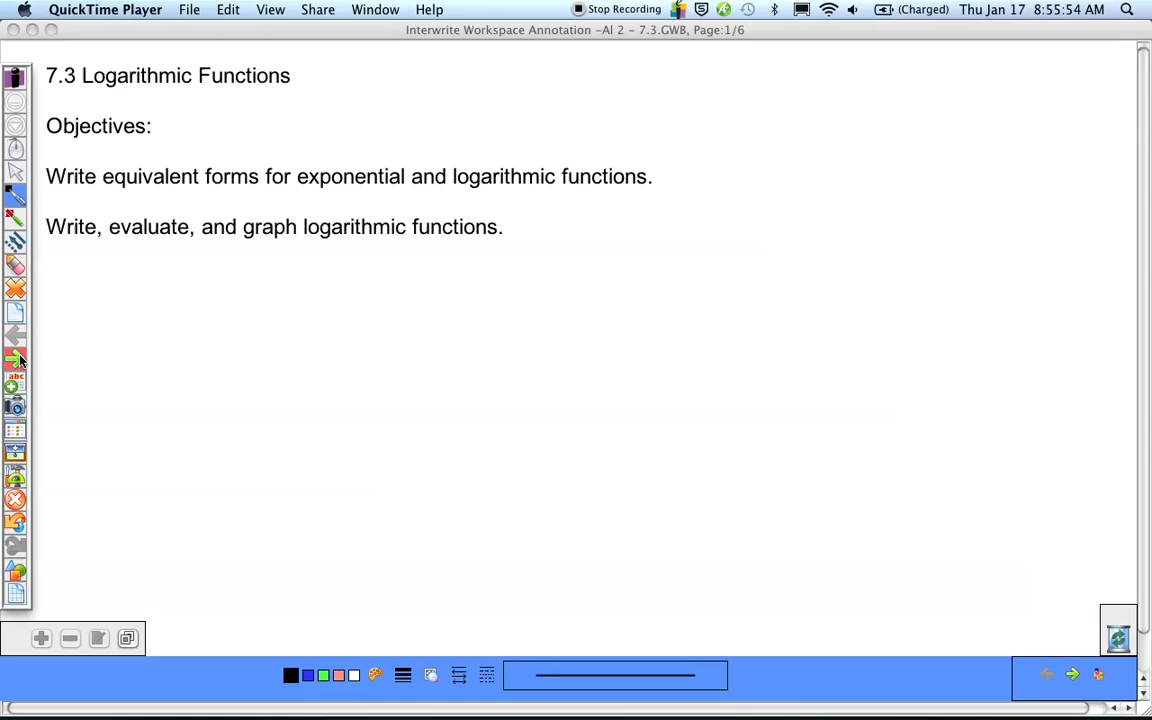 QuickTime Player File Edit View Share Window Help Stop Recording (Charged) Thu Jan 17 8:55:54 AM
Interwrite Workspace Annotation -Al 2 - 7.3.GWB, Page:1/6
7.3 Logarithmic Functions
Objectives:
Write equivalent forms for exponential and logarithmic functions.
Write, evaluate, and graph logarithmic functions.
abc